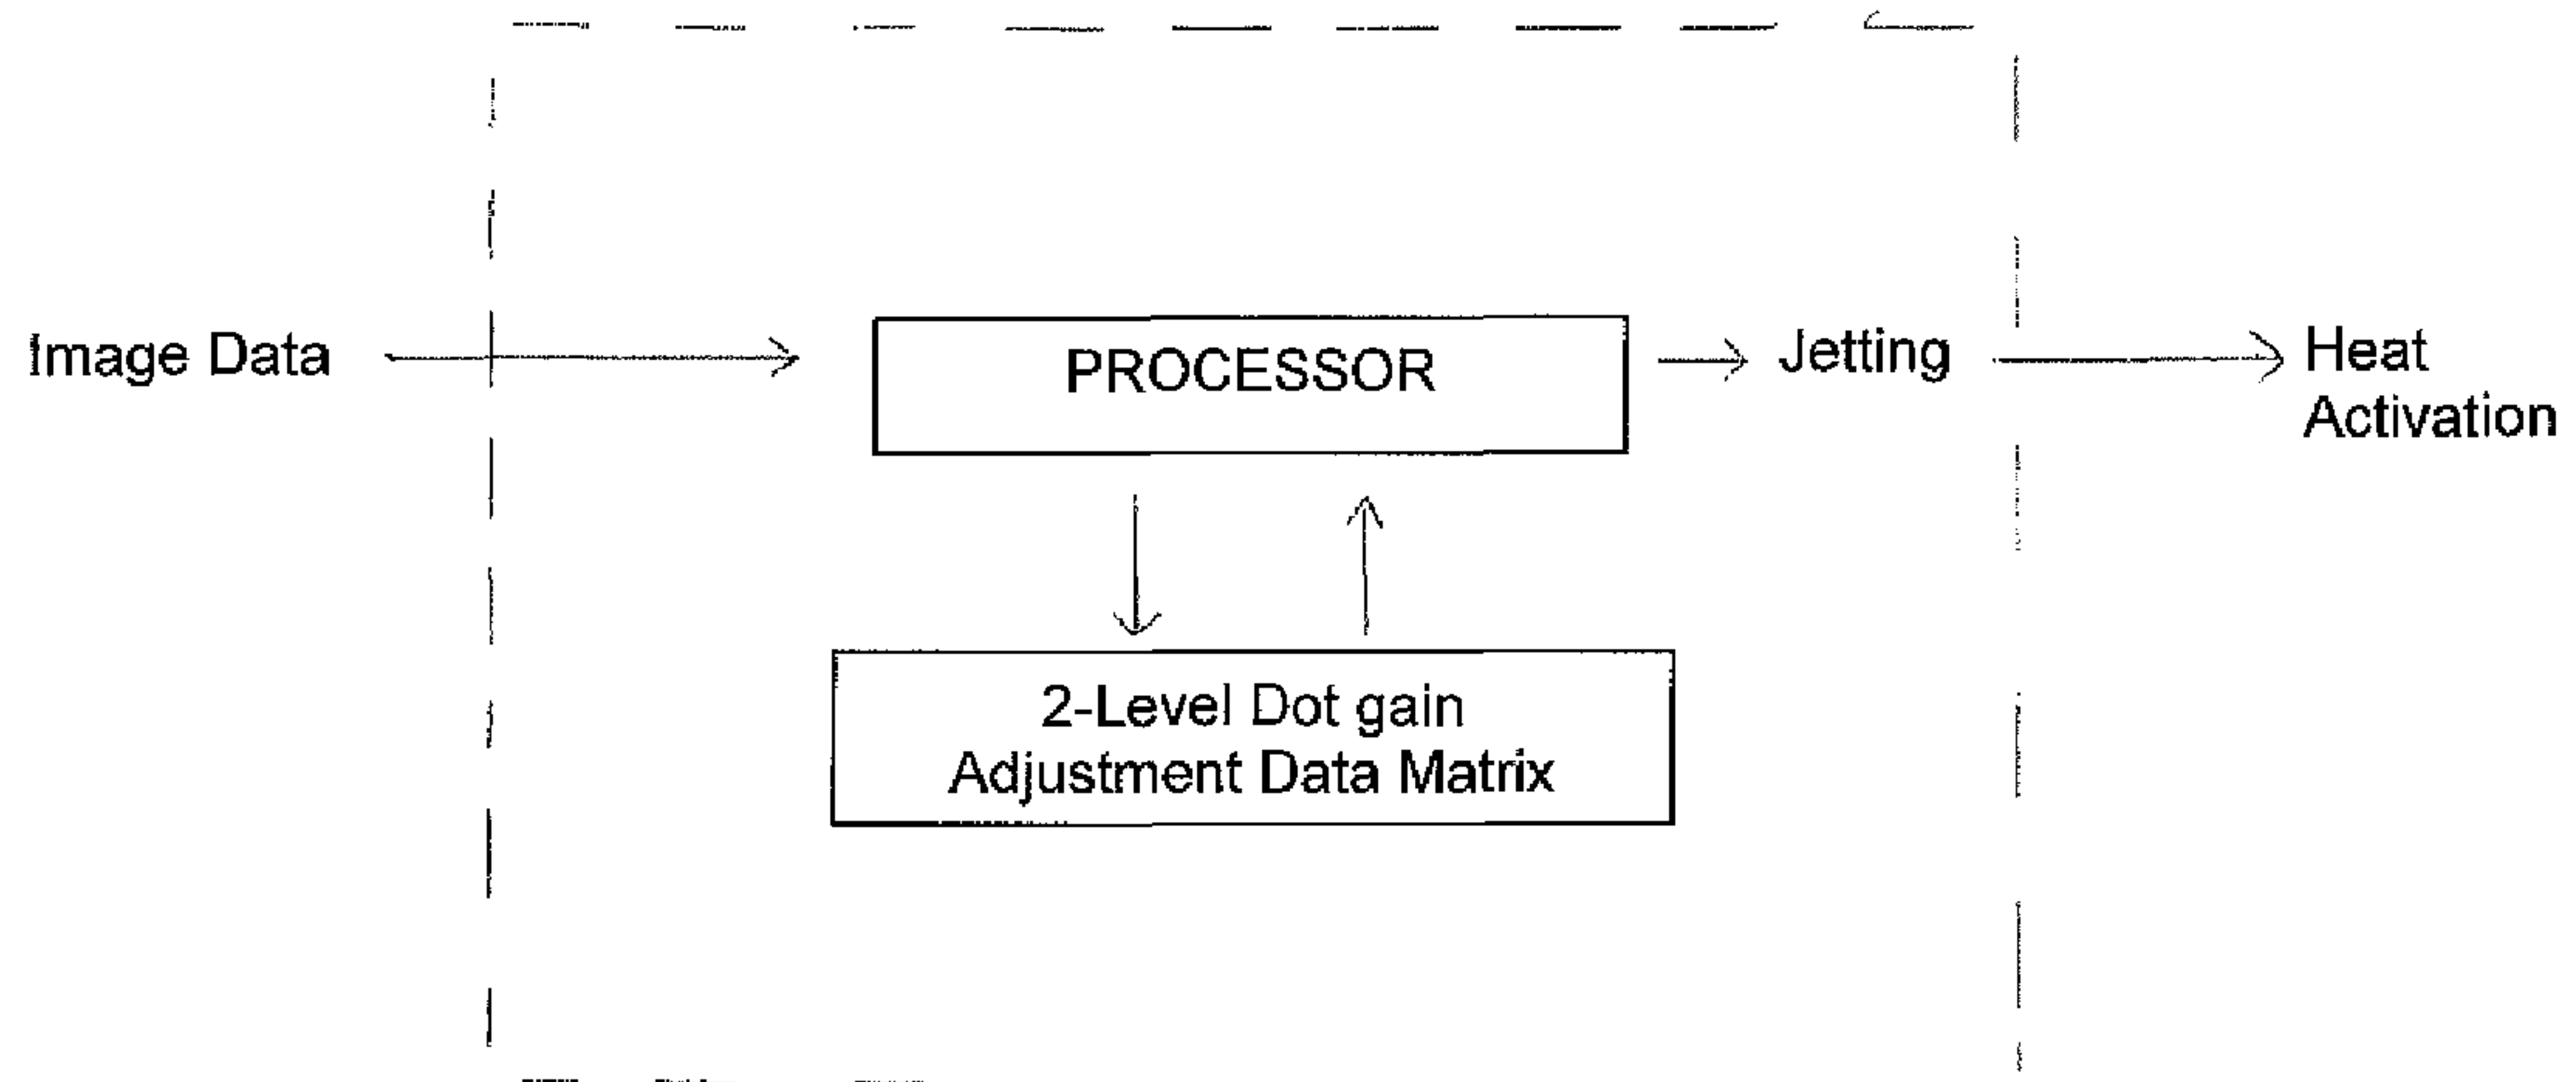 Image Data
PROCESSOR
Jetting
Heat
Activation
2-Level Dot gain
Adjustment Data Matrix